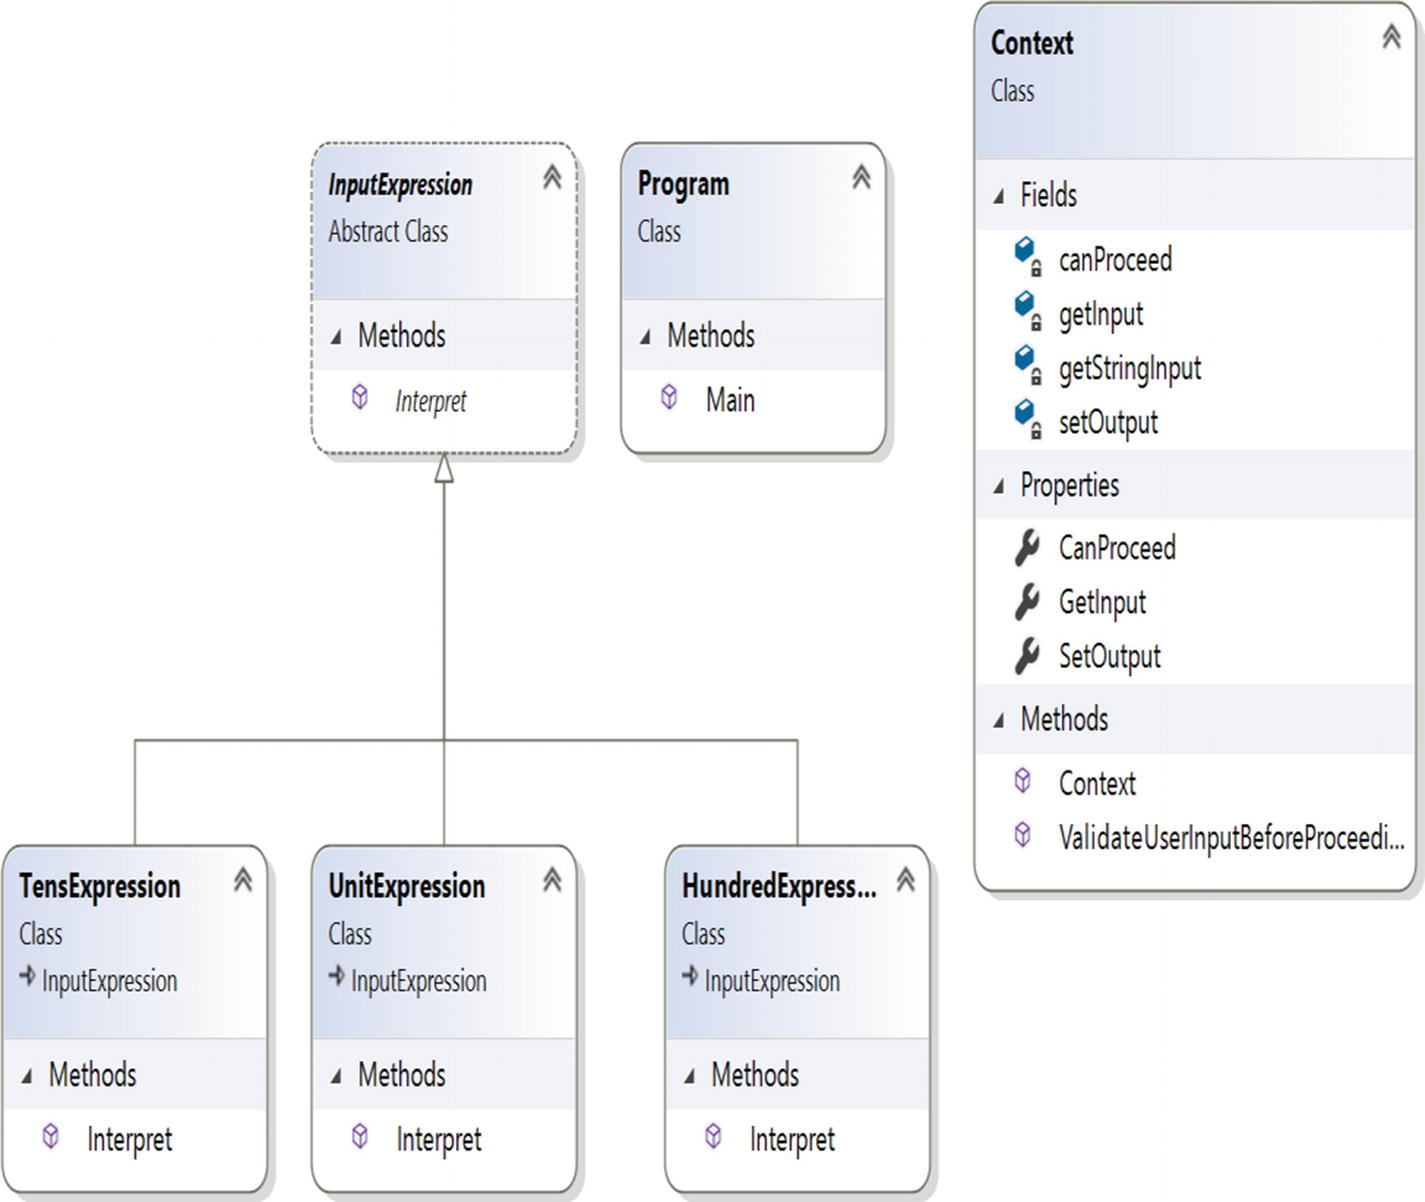 InputExpression
Abstract Class
Methods
Interpret
Program
Class
Methods
Main
Context
Class
Fields
canProceed
getInput
getStringInput
setOutput
Properties
CanProceed
GetInput
SetOutput
Methods
Context
ValidateUserInputBeforeProceedi...
TensExpression
Class
InputExpression
Methods
Interpret
UnitExpression
Class
InputExpression
Methods
Interpret
HundredExpress...
Class
InputExpression
Methods
Interpret